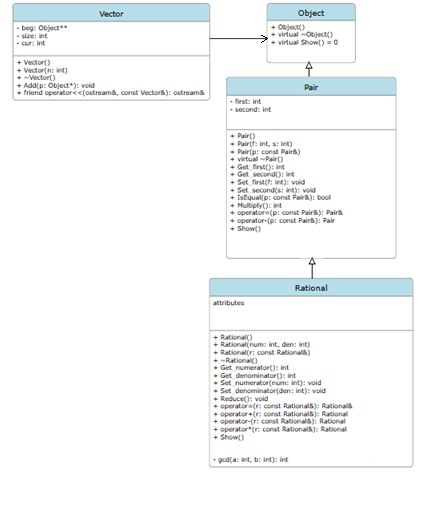 Vector
- beg: Object**
- size: int
- cur: int
+ Vector()
+ Vector(n: int)
+ ~Vector()
+ Add(p: Object*): void
+ friend operator<<(ostream&, const Vector&): ostream&
Object
+ Object()
+ virtual ~Object()
+ virtual Show() = 0
Pair
- first: int
- second: int
+ Pair()
+ Pair(f: int, s: int)
+ Pair(p: const Pair&)
+ virtual ~Pair()
+ Get_first(): int
+ Get_second(): int
+ Set_first(f: int): void
+ Set_second(s: int): void
+ IsEqual(p: const Pair&): bool
+ Multiply(): int
+ operator=(p: const Pair&): Pair&
+ operator-(p: const Pair&): Pair
+ Show()
Rational
attributes
+ Rational()
+ Rational(num: int, den: int)
+ Rational(r: const Rational&)
+ ~Rational()
+ Get_numerator(): int
+ Get_denominator(): int
+ Set_numerator(num: int): void
+ Set_denominator(den: int): void
+ Reduce(): void
+ operator=(r: const Rational&): Rational&
+ operator+(r: const Rational&): Rational
+ operator-(r: const Rational&): Rational
+ operator*(r: const Rational&): Rational
+ Show()
- gcd(a: int, b: int): int